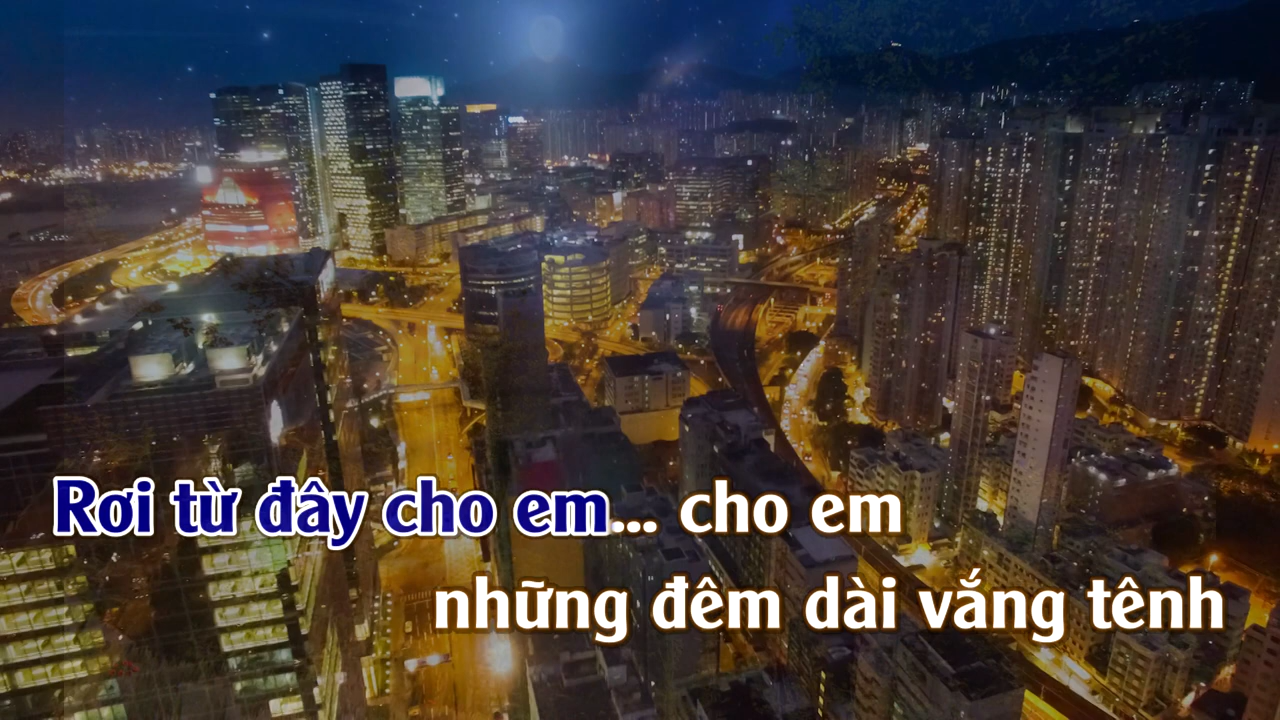 Rơi từ đây cho em... cho em
những đêm dài vắng tênh